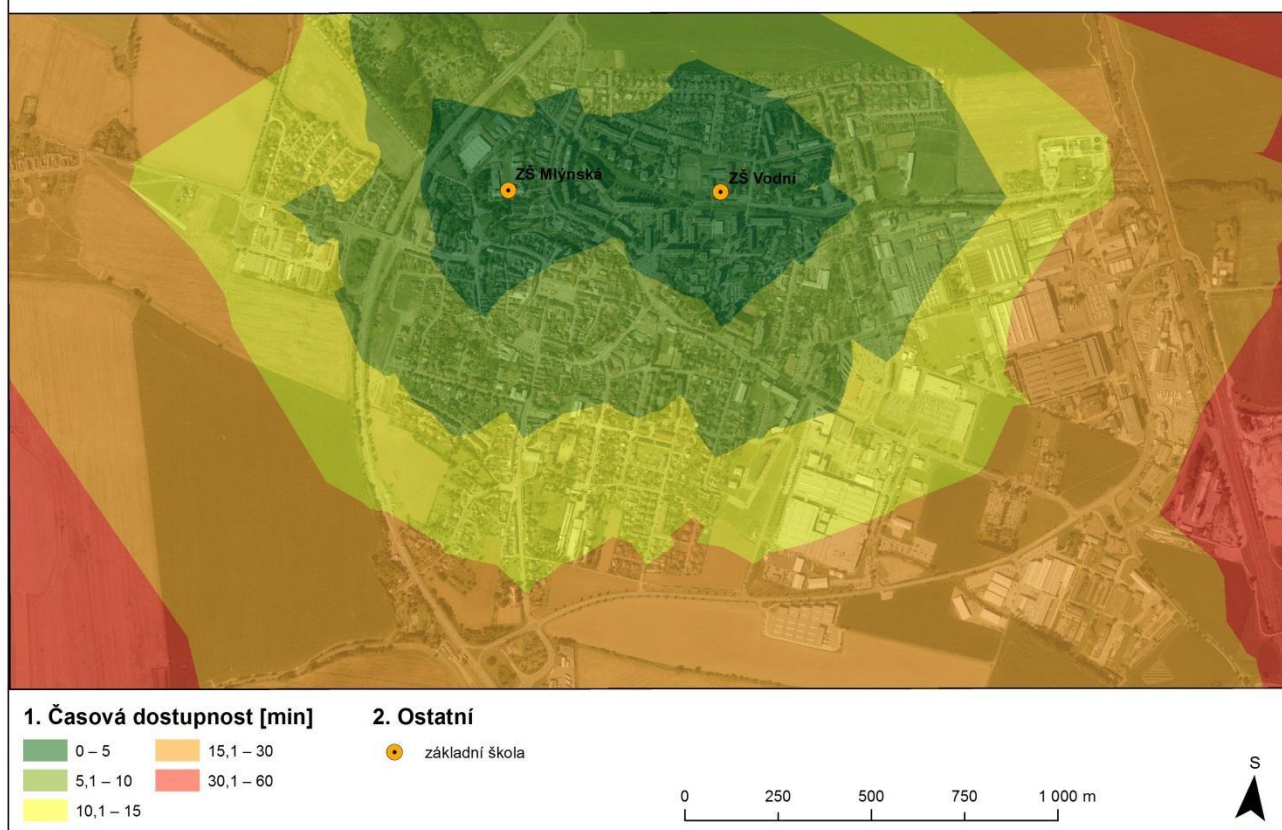 ZŠ Mlýnská
ZŠ Vodní
1. Časová dostupnost [min]
0 – 5
5,1 – 10
10,1 – 15
15,1 – 30
30,1 – 60
2. Ostatní
základní škola
0 250 500 750 1 000 m
S